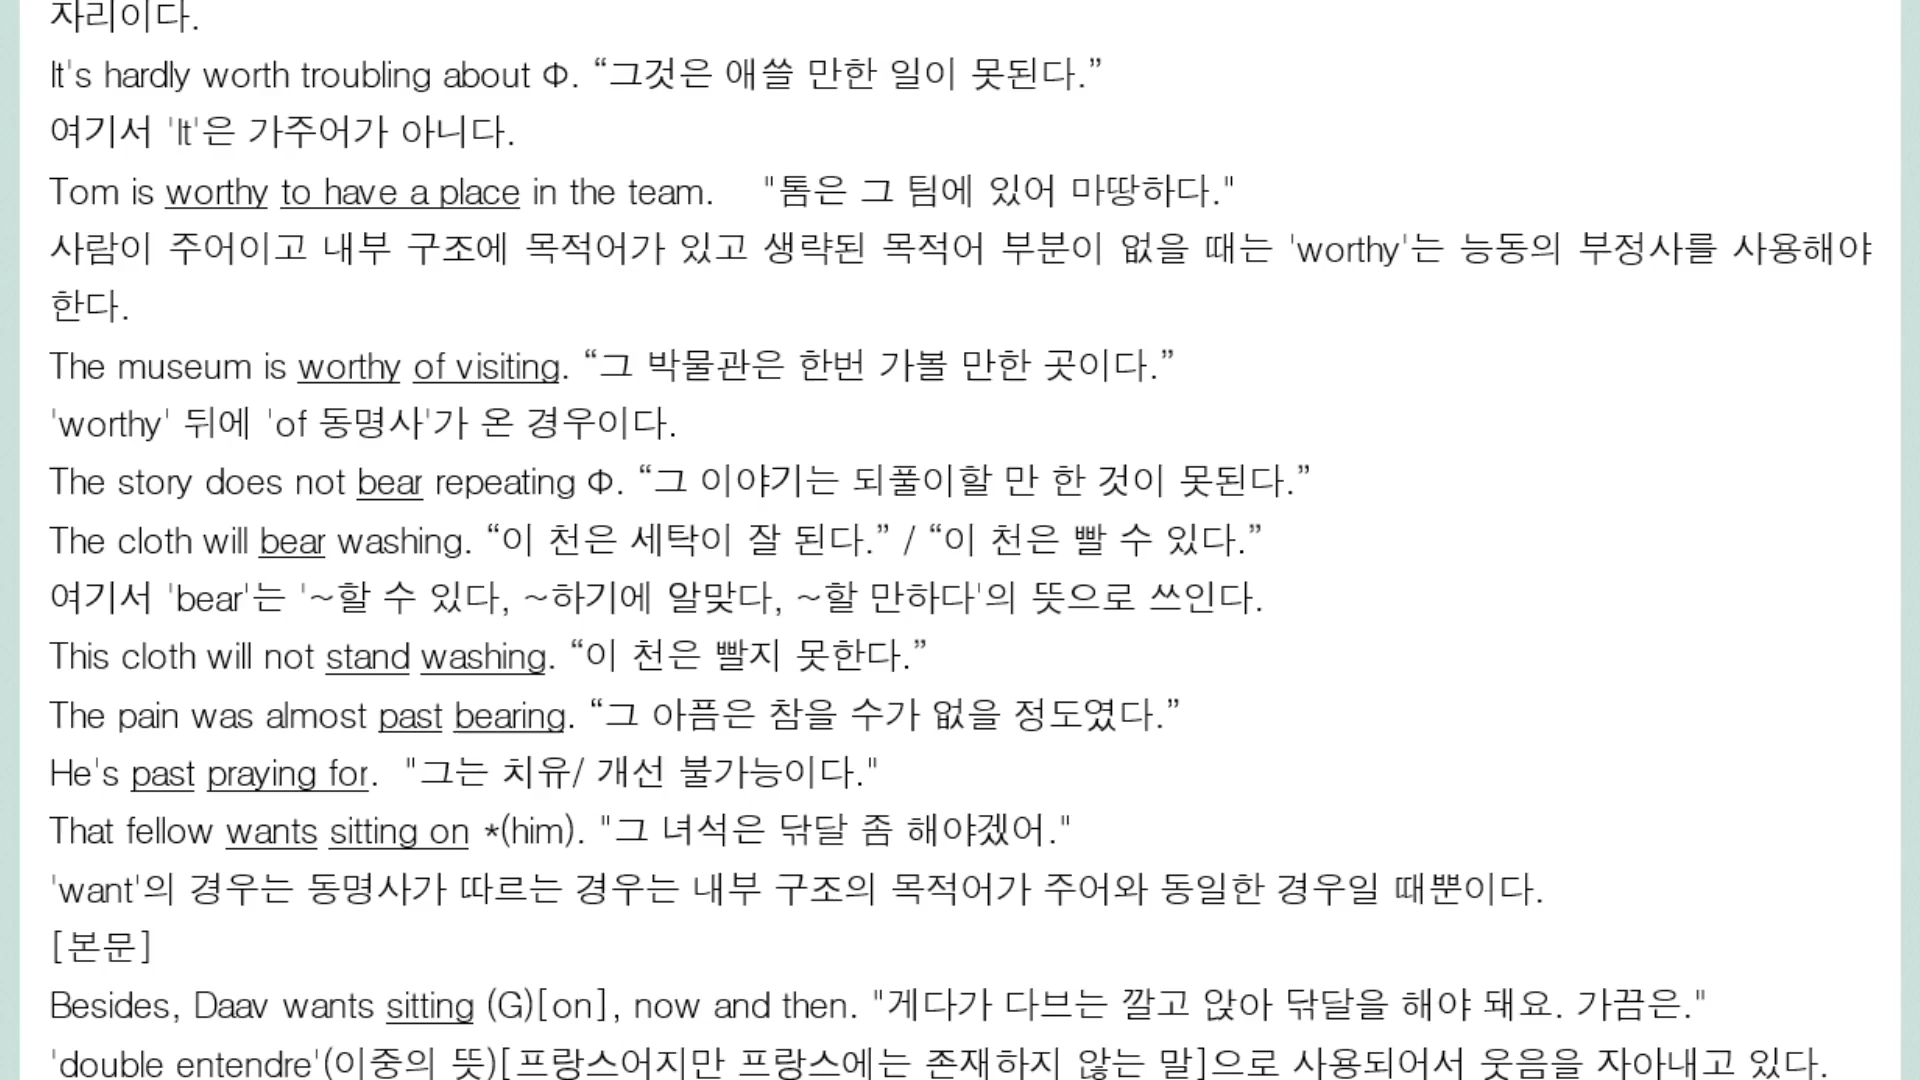 자리이다.
It's hardly worth troubling about Φ. “그것은 애쓸 만한 일이 못된다.”
여기서 'It'은 가주어가 아니다.
Tom is worthy to have a place in the team. "톰은 그 팀에 있어 마땅하다."
사람이 주어이고 내부 구조에 목적어가 있고 생략된 목적어 부분이 없을 때는 'worthy'는 능동의 부정사를 사용해야
한다.
The museum is worthy of visiting. “그 박물관은 한번 가볼 만한 곳이다.”
'worthy' 뒤에 'of 동명사'가 온 경우이다.
The story does not bear repeating Φ. “그 이야기는 되풀이할 만 한 것이 못된다.”
The cloth will bear washing. “이 천은 세탁이 잘 된다.” / “이 천은 빨 수 있다.”
여기서 'bear'는 '~할 수 있다, ~하기에 알맞다, ~할 만하다'의 뜻으로 쓰인다.
This cloth will not stand washing. “이 천은 빨지 못한다.”
The pain was almost past bearing. “그 아픔은 참을 수가 없을 정도였다.”
He's past praying for. "그는 치유/ 개선 불가능이다."
That fellow wants sitting on *(him). "그 녀석은 닦달 좀 해야겠어."
'want'의 경우는 동명사가 따르는 경우는 내부 구조의 목적어가 주어와 동일한 경우일 때뿐이다.
[본문]
Besides, Daav wants sitting (G)[on], now and then. "게다가 다브는 깔고 앉아 닦달을 해야 돼요. 가끔은."
'double entendre'(이중의 뜻)[프랑스어지만 프랑스에는 존재하지 않는 말]으로 사용되어서 웃음을 자아내고 있다.